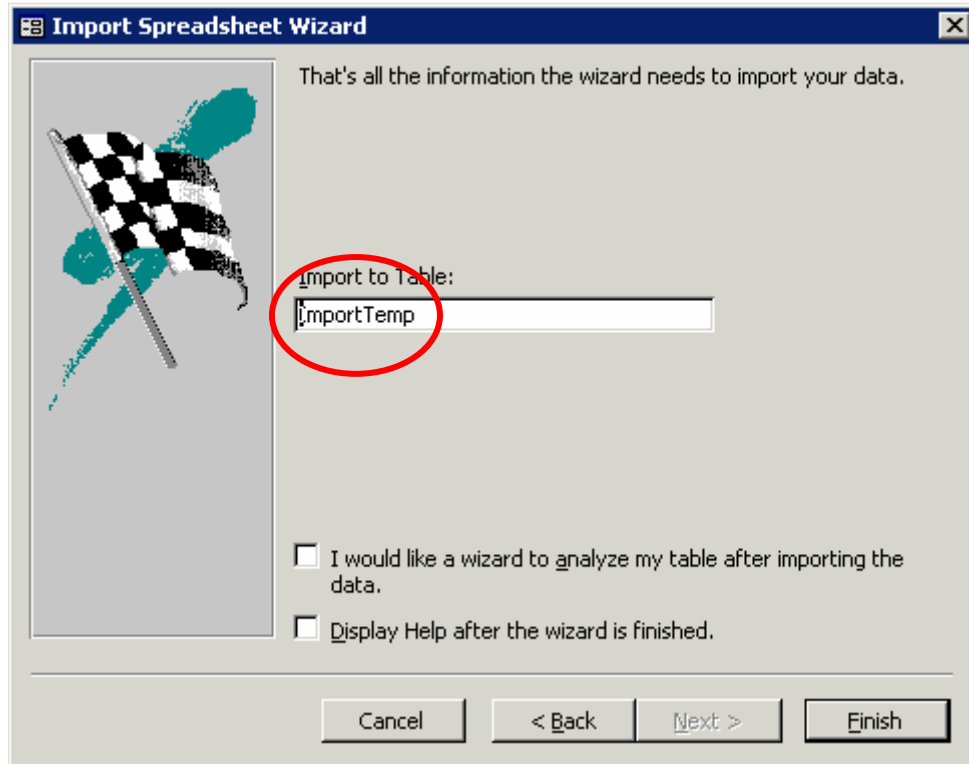 Import Spreadsheet Wizard
That's all the information the wizard needs to import your data.
Import to Table:
ImportTemp
I would like a wizard to analyze my table after importing the
data.
Display Help after the wizard is finished.
Cancel
< Back
Next >
Finish